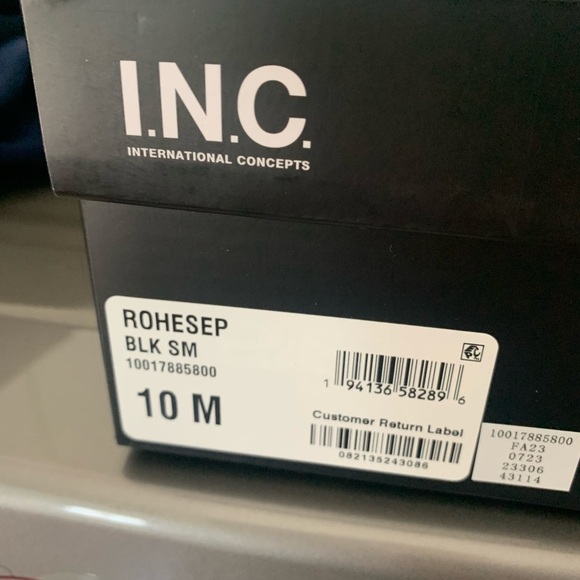 I.N.C.
INTERNATIONAL CONCEPTS
ROHESEP
BLK SM
10017885800
10 M
1 94136 58289 6
Customer Return Label
082135243086
10017885800
FA23
0723
23306
43114